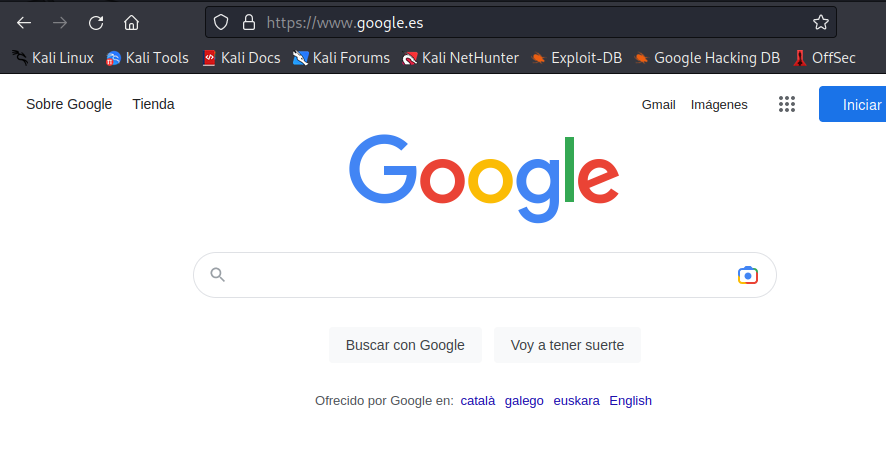 https://www.google.es
Kali Linux Kali Tools Kali Docs Kali Forums Kali NetHunter Exploit-DB Google Hacking DB OffSec
Sobre Google Tienda Gmail Imágenes Iniciar
Google
Buscar con Google Voy a tener suerte
Ofrecido por Google en: català galego euskara English